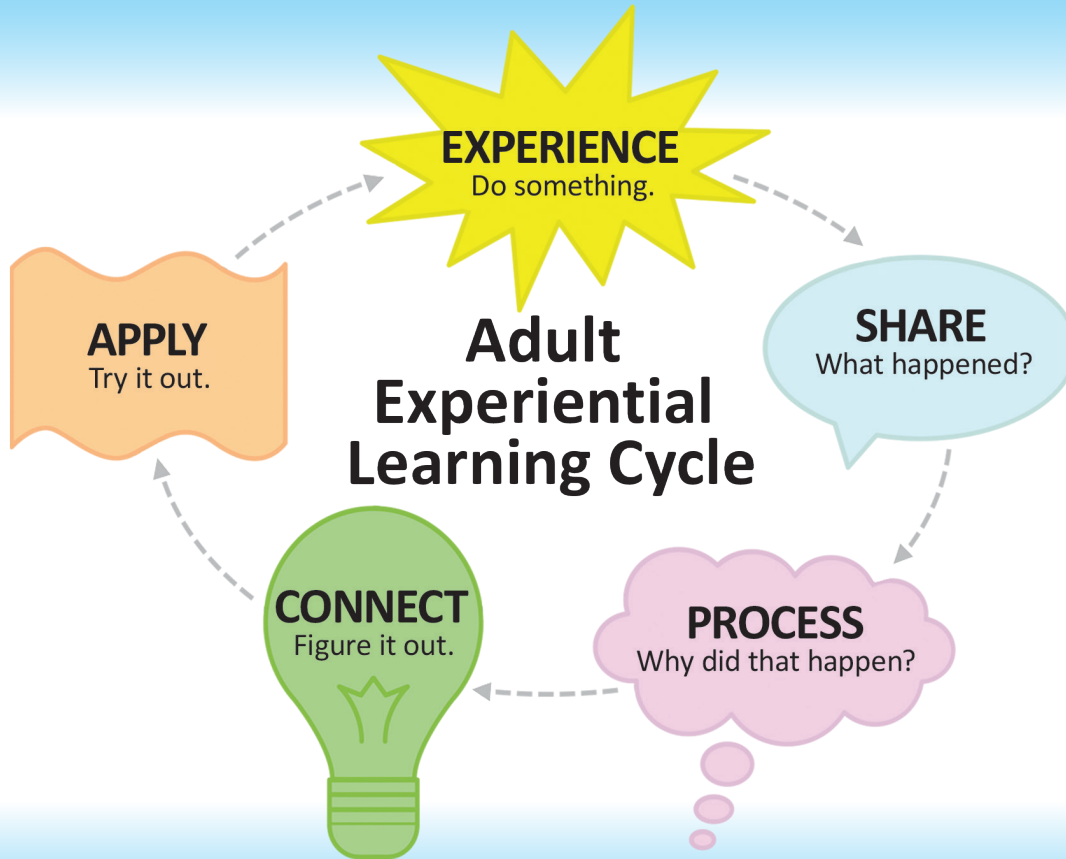 EXPERIENCE
Do something.
SHARE
What happened?
APPLY
Try it out.
Adult
Experiential
Learning Cycle
PROCESS
Why did that happen?
CONNECT
Figure it out.